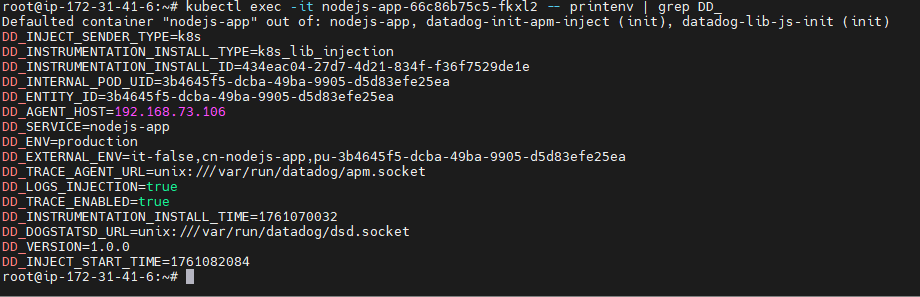 root@ip-172-31-41-6:~# kubectl exec -it nodejs-app-66c86b75c5-fkxl2 -- printenv | grep DD_
Defaulted container "nodejs-app" out of: nodejs-app, datadog-init-apm-inject (init), datadog-lib-js-init (init)
DD_INJECT_SENDER_TYPE=k8s
DD_INSTRUMENTATION_INSTALL_TYPE=k8s_lib_injection
DD_INSTRUMENTATION_INSTALL_ID=434eac04-27d7-4d21-834f-f36f7529de1e
DD_INTERNAL_POD_UID=3b4645f5-dcba-49ba-9905-d5d83efe25ea
DD_ENTITY_ID=3b4645f5-dcba-49ba-9905-d5d83efe25ea
DD_AGENT_HOST=192.168.73.106
DD_SERVICE=nodejs-app
DD_ENV=production
DD_EXTERNAL_ENV=it-false,cn-nodejs-app,pu-3b4645f5-dcba-49ba-9905-d5d83efe25ea
DD_TRACE_AGENT_URL=unix:///var/run/datadog/apm.socket
DD_LOGS_INJECTION=true
DD_TRACE_ENABLED=true
DD_INSTRUMENTATION_INSTALL_TIME=1761070032
DD_DOGSTATSD_URL=unix:///var/run/datadog/dsd.socket
DD_VERSION=1.0.0
DD_INJECT_START_TIME=1761082084
root@ip-172-31-41-6:~#